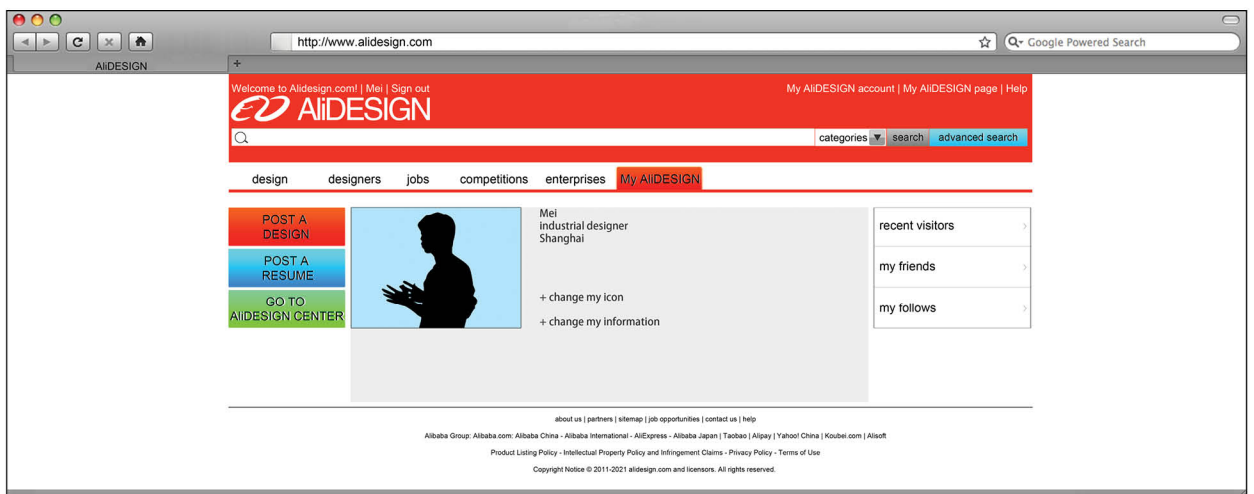 http://www.alidesign.com
Google Powered Search
AliDESIGN
Welcome to Alidesign.com! | Mei | Sign out
My AliDESIGN account | My AliDESIGN page | Help
AliDESIGN
categories search advanced search
design designers jobs competitions enterprises My AliDESIGN
POST A
DESIGN
POST A
RESUME
GO TO
AliDESIGN CENTER
Mei
industrial designer
Shanghai
+ change my icon
+ change my information
recent visitors
my friends
my follows
about us | partners | sitemap | job opportunities | contact us | help
Alibaba Group: Alibaba.com: Alibaba China - Alibaba International - AliExpress - Alibaba Japan | Taobao | Alipay | Yahoo! China | Koubei.com | Alisoft
Product Listing Policy - Intellectual Property Policy and Infringement Claims - Privacy Policy - Terms of Use
Copyright Notice © 2011-2021 alidesign.com and licensors. All rights reserved.